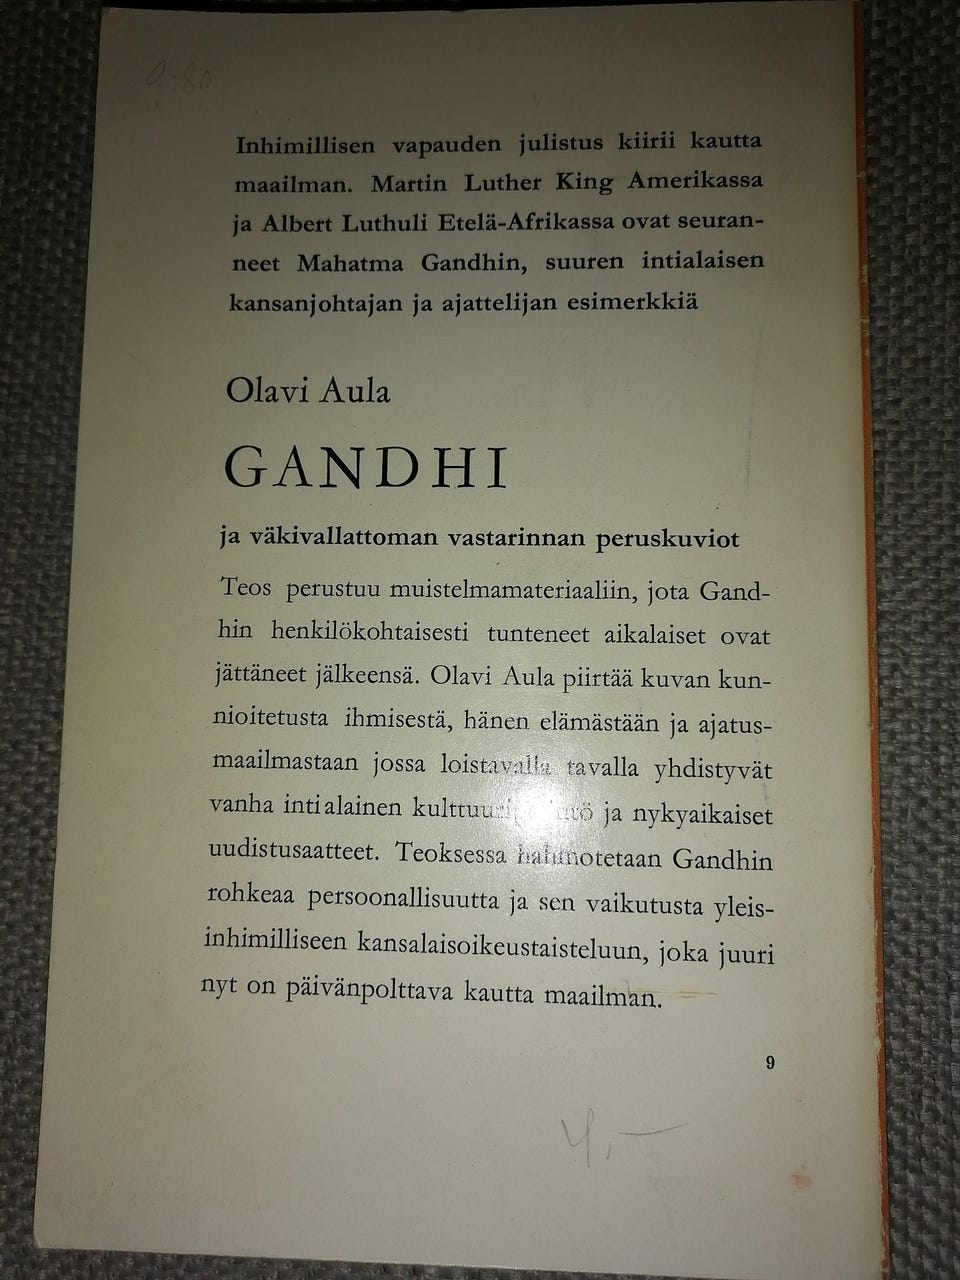 9:80
Inhimillisen vapauden julistus kiirii kautta
maailman. Martin Luther King Amerikassa
ja Albert Luthuli Etelä-Afrikassa ovat seuran-
neet Mahatma Gandhin, suuren intialaisen
kansanjohtajan ja ajattelijan esimerkkiä
Olavi Aula
GANDHI
ja väkivallattoman vastarinnan peruskuviot
Teos perustuu muistelmamateriaaliin, jota Gand-
hin henkilökohtaisesti tunteneet aikalaiset ovat
jättäneet jälkeensä. Olavi Aula piirtää kuvan kun-
nioitetusta ihmisestä, hänen elämästään ja ajatus-
maailmastaan jossa loistavalla tavalla yhdistyvät
vanha intialainen ja nykyaikaiset
uudistusaatteet. Teoksessa hahmotetaan Gandhin
rohkeaa persoonallisuutta ja sen vaikutusta yleis-
inhimilliseen kansalaisoikeustaisteluun, joka juuri
nyt on päivänpolttava kautta maailman.
9
4,—